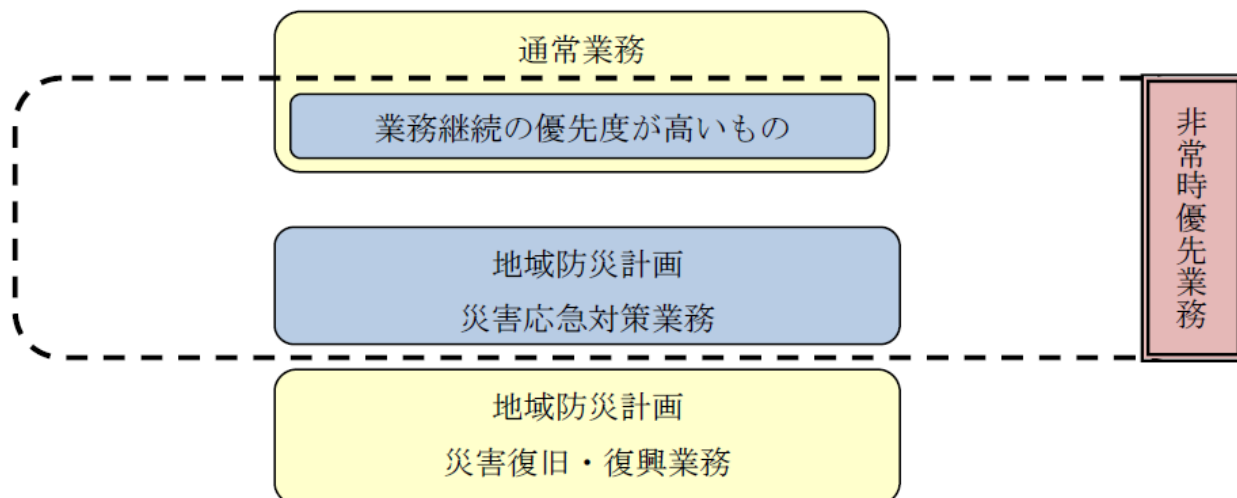 通常業務
業務継続の優先度が高いもの
非常時優先業務
地域防災計画
災害応急対策業務
地域防災計画
災害復旧・復興業務